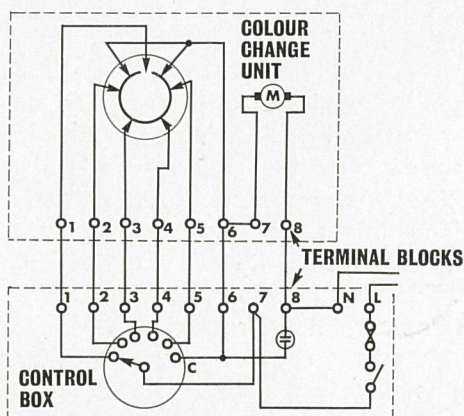 COLOUR
CHANGE
UNIT
M
1 2 3 4 5 6 7 8
TERMINAL BLOCKS
1 2 3 4 5 6 7 8 N L
C
CONTROL
BOX